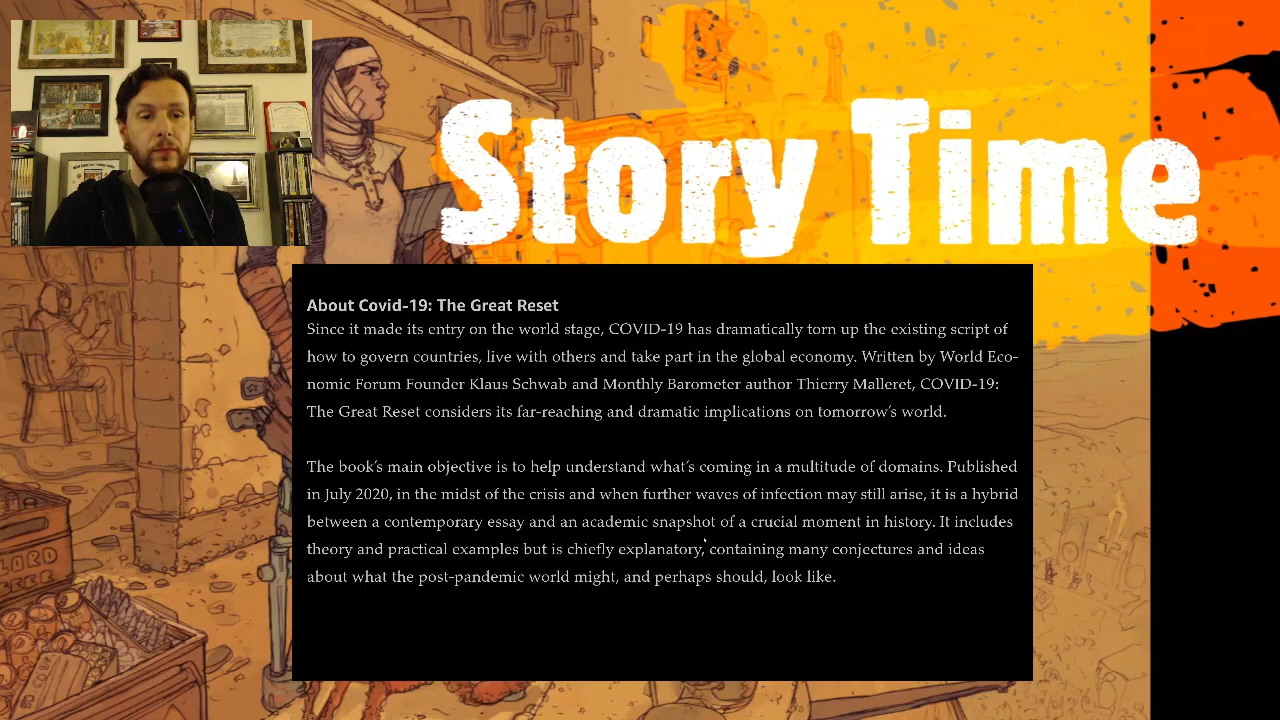 Story Time
About Covid-19: The Great Reset
Since it made its entry on the world stage, COVID-19 has dramatically torn up the existing script of
how to govern countries, live with others and take part in the global economy. Written by World Eco-
nomic Forum Founder Klaus Schwab and Monthly Barometer author Thierry Malleret, COVID-19:
The Great Reset considers its far-reaching and dramatic implications on tomorrow's world.
The book's main objective is to help understand what's coming in a multitude of domains. Published
in July 2020, in the midst of the crisis and when further waves of infection may still arise, it is a hybrid
between a contemporary essay and an academic snapshot of a crucial moment in history. It includes
theory and practical examples but is chiefly explanatory, containing many conjectures and ideas
about what the post-pandemic world might, and perhaps should, look like.